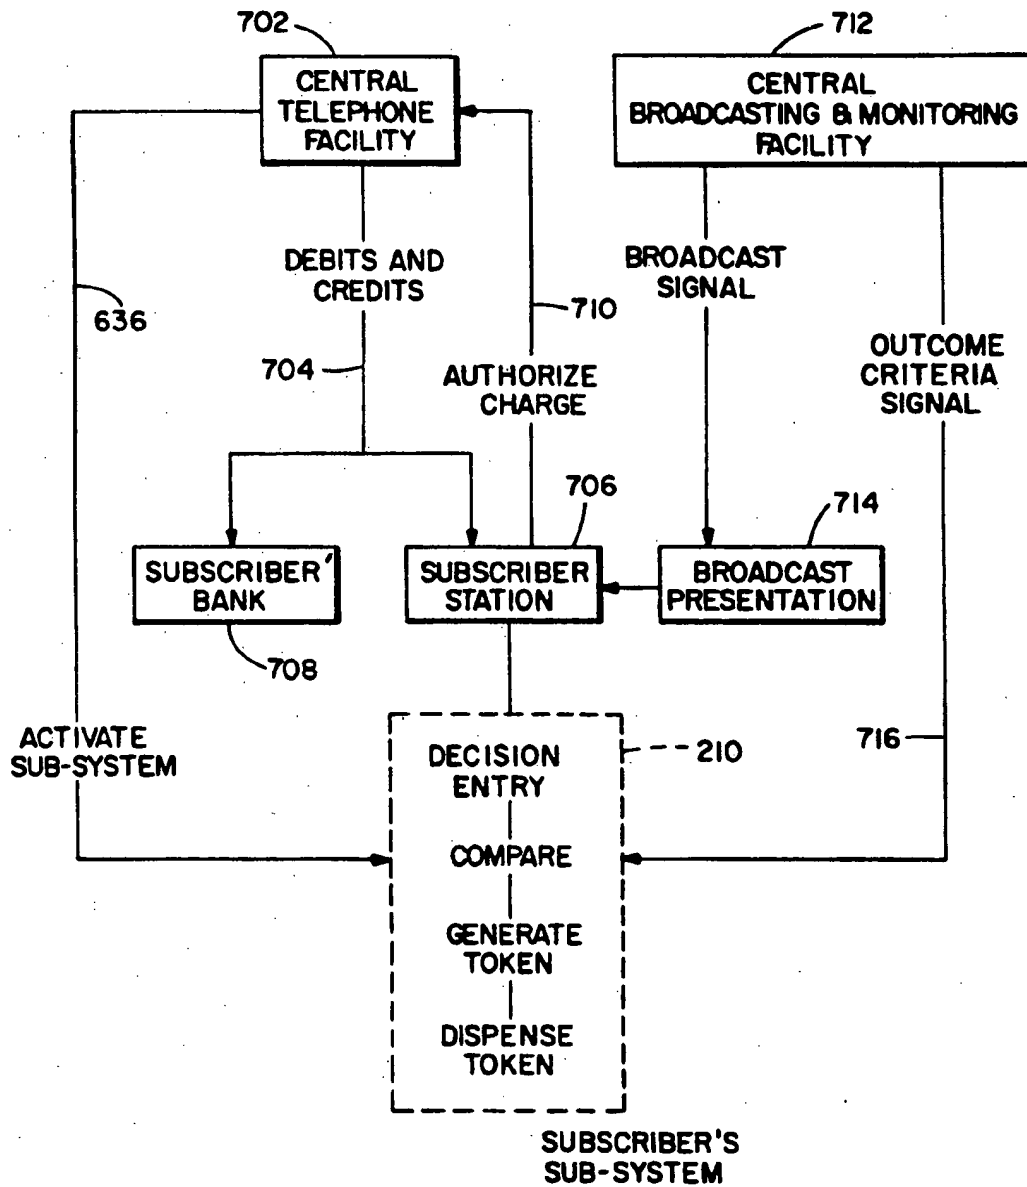 702
712
CENTRAL
TELEPHONE
FACILITY
CENTRAL
BROADCASTING & MONITORING
FACILITY
DEBITS AND
CREDITS
BROADCAST
SIGNAL
636
710
704
AUTHORIZE
CHARGE
OUTCOME
CRITERIA
SIGNAL
706
714
SUBSCRIBER'
BANK
SUBSCRIBER
STATION
BROADCAST
PRESENTATION
708
ACTIVATE
SUB-SYSTEM
DECISION
ENTRY
210
716
COMPARE
GENERATE
TOKEN
DISPENSE
TOKEN
SUBSCRIBER'S
SUB-SYSTEM